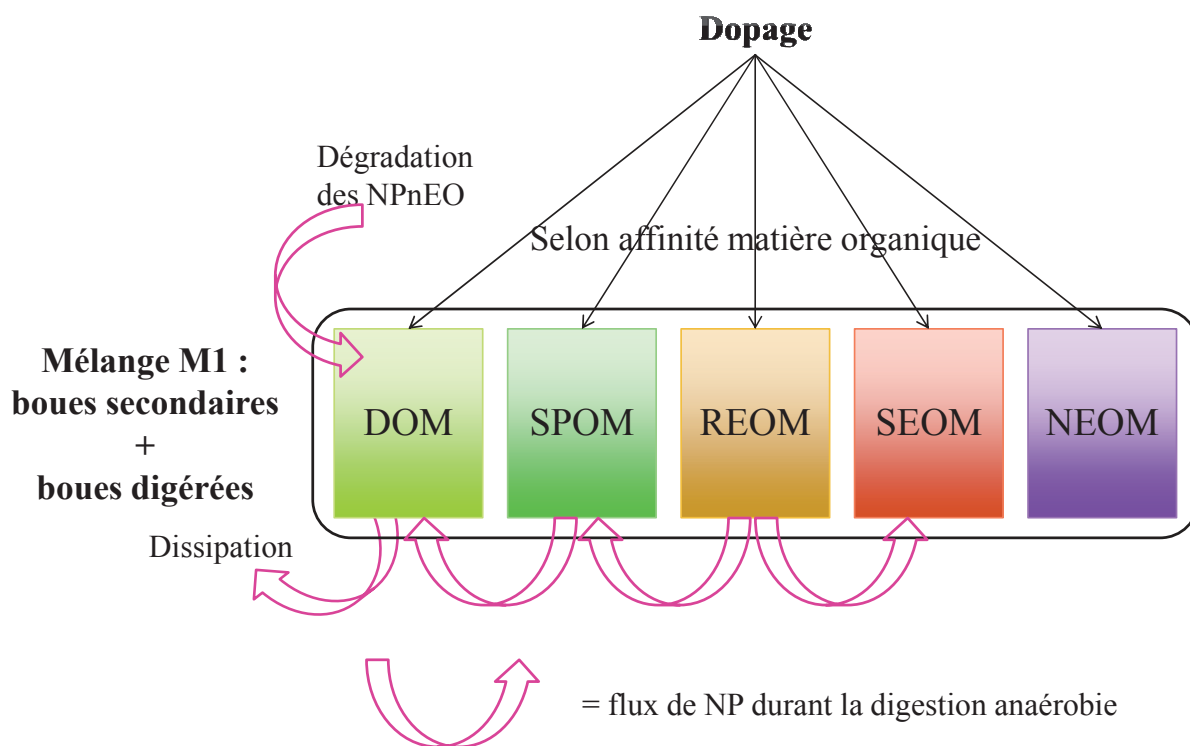 Dopage
Dégradation
des NPnEO
Selon affinité matière organique
Mélange M1 :
boues secondaires
+
boues digérées
DOM
SPOM
REOM
SEOM
NEOM
Dissipation
= flux de NP durant la digestion anaérobie